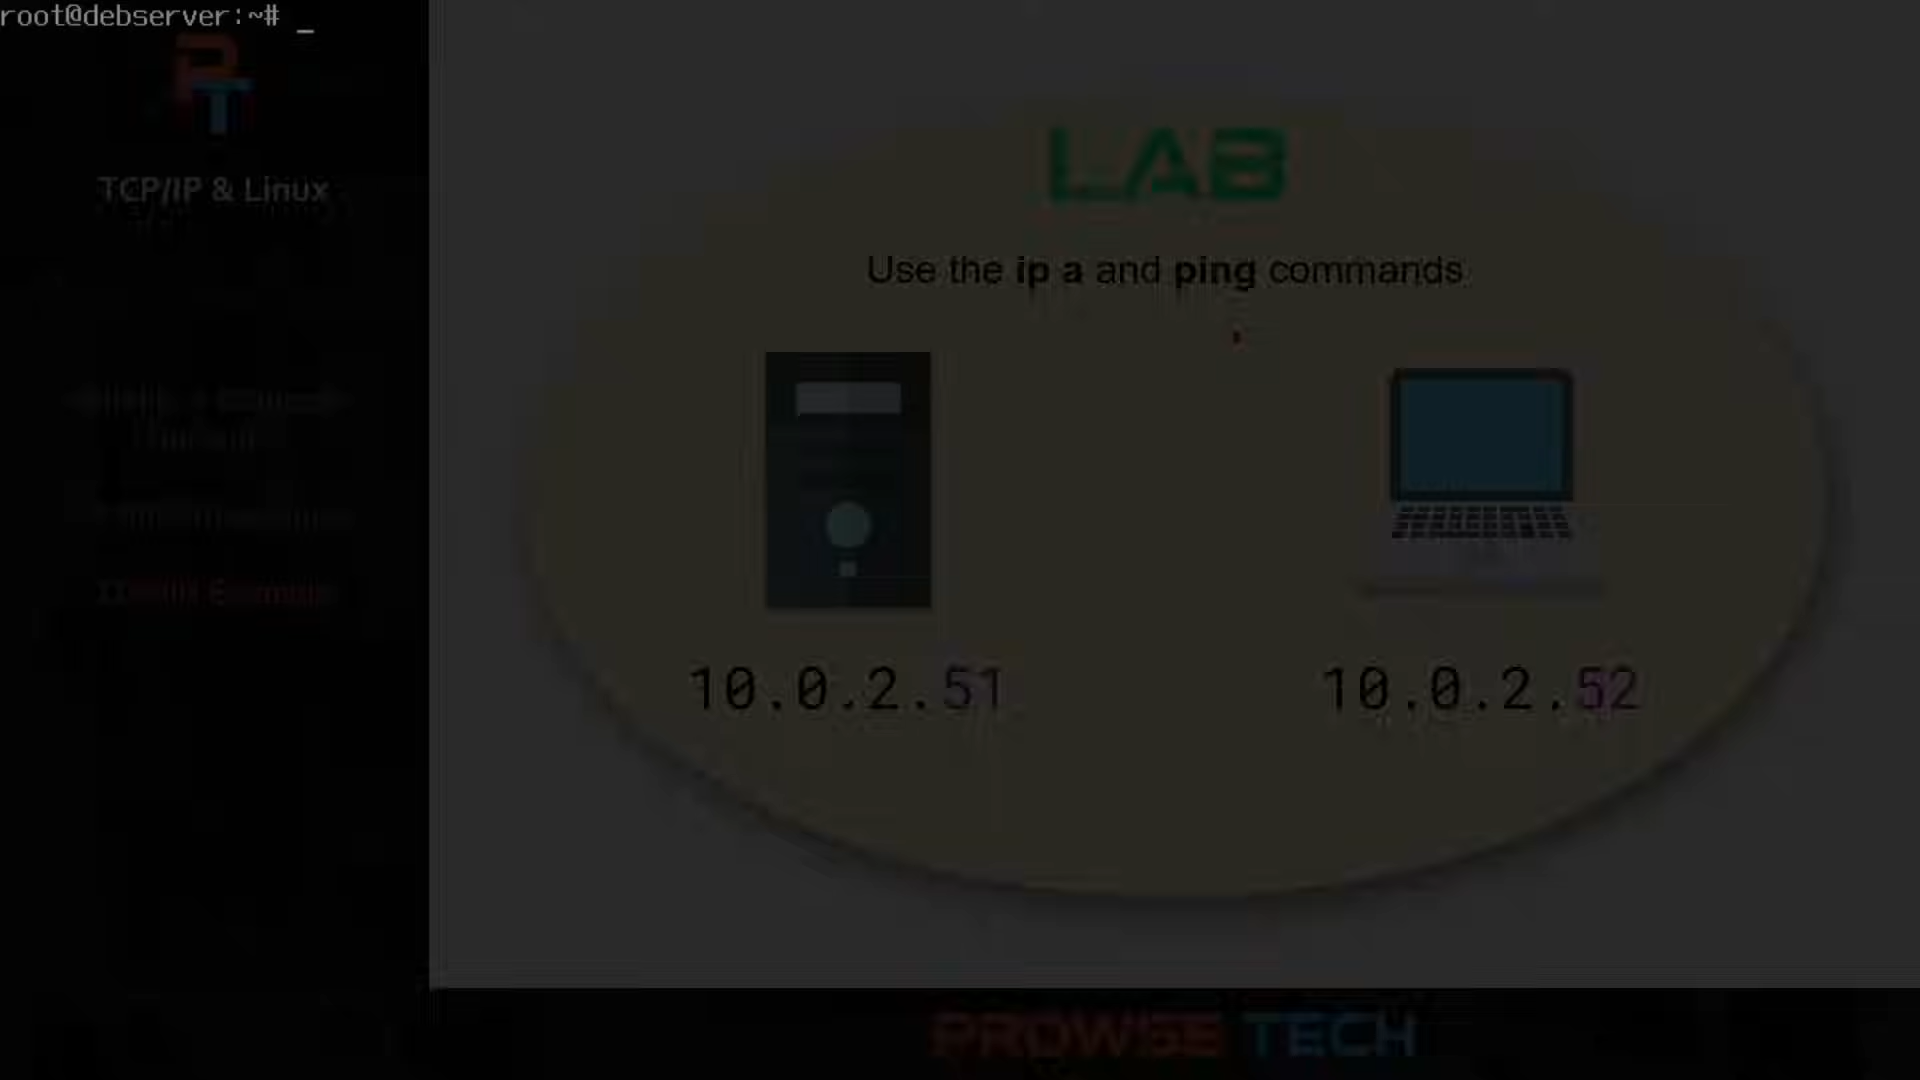 root@debserver:~# _
PT
TCP/IP & Linux
LAB
Use the ip a and ping commands
10.0.2.51
10.0.2.52
PROWSE TECH